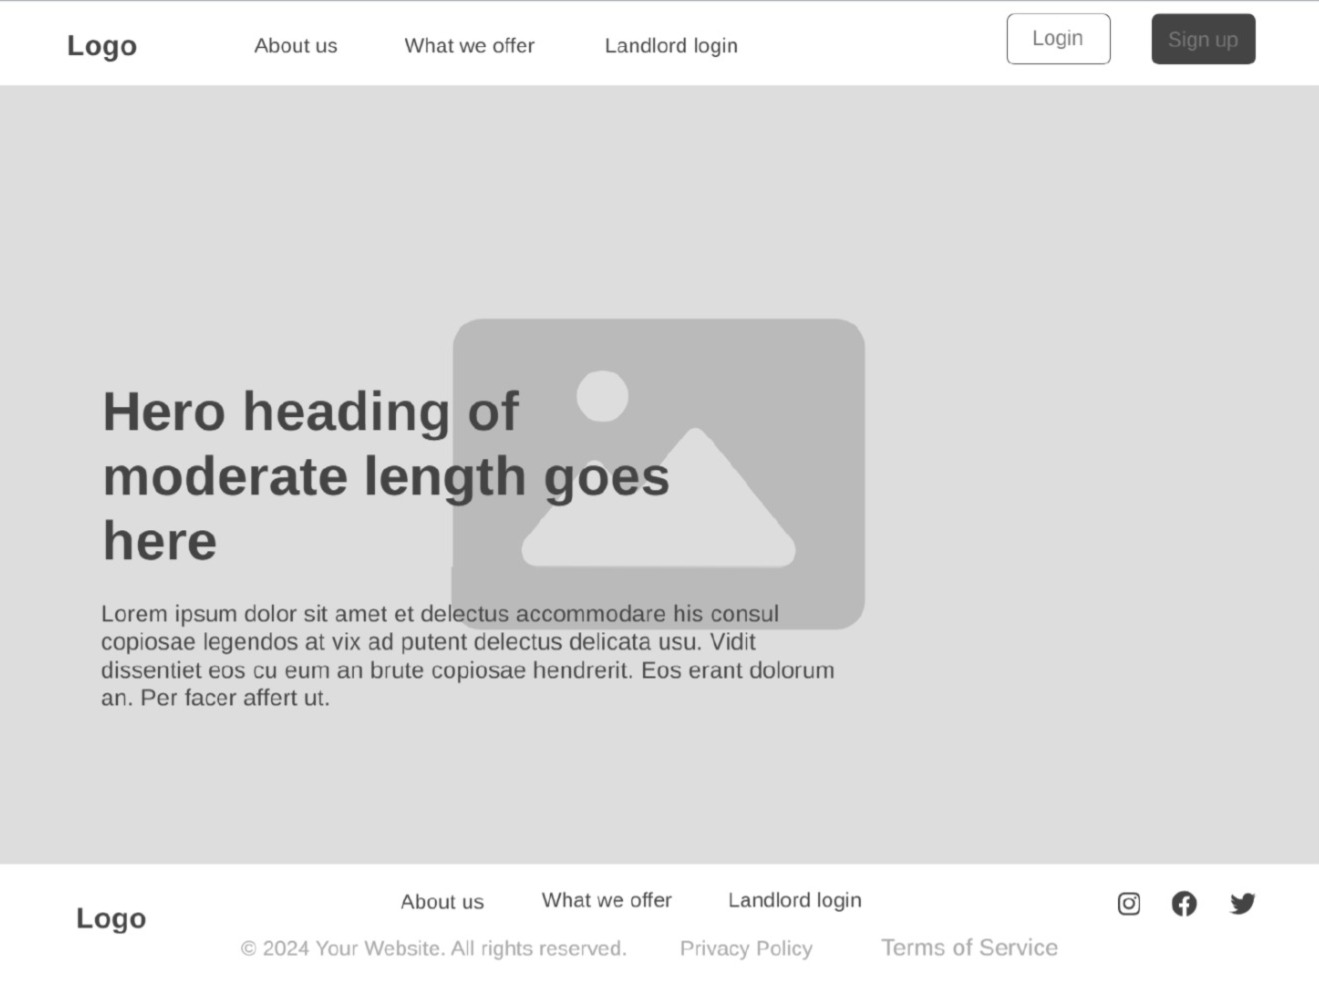 Logo
About us
What we offer
Landlord login
Login
Sign up
Hero heading of
moderate length goes
here
Lorem ipsum dolor sit amet et delectus accommodare his consul
copiosae legendos at vix ad putent delectus delicata usu. Vidit
dissentiet eos cu eum an brute copiosae hendrerit. Eos erant dolorum
an. Per facer affert ut.
Logo
About us
What we offer
Landlord login
© 2024 Your Website. All rights reserved.
Privacy Policy
Terms of Service